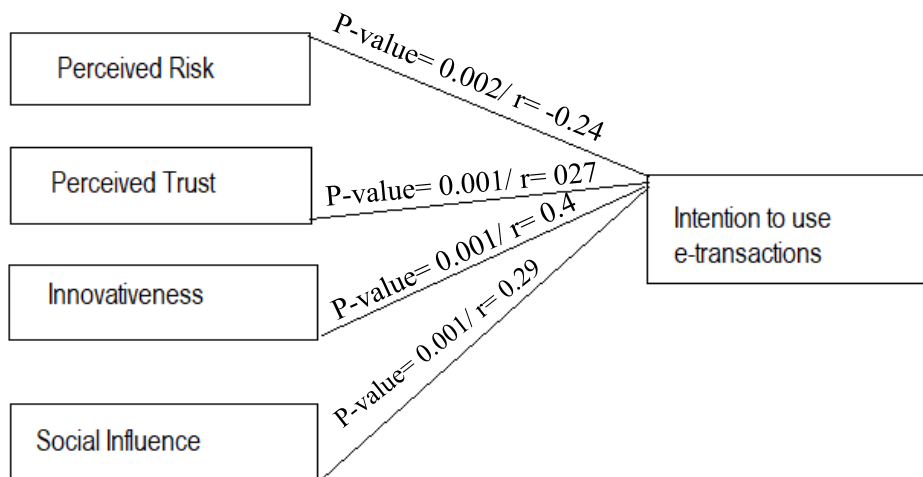 Perceived Risk
P-value= 0.002/ r= -0.24
Perceived Trust
P-value= 0.001/ r= 027
Innovativeness
P-value= 0.001/ r= 0.4
Social Influence
P-value= 0.001/ r= 0.29
Intention to use
e-transactions